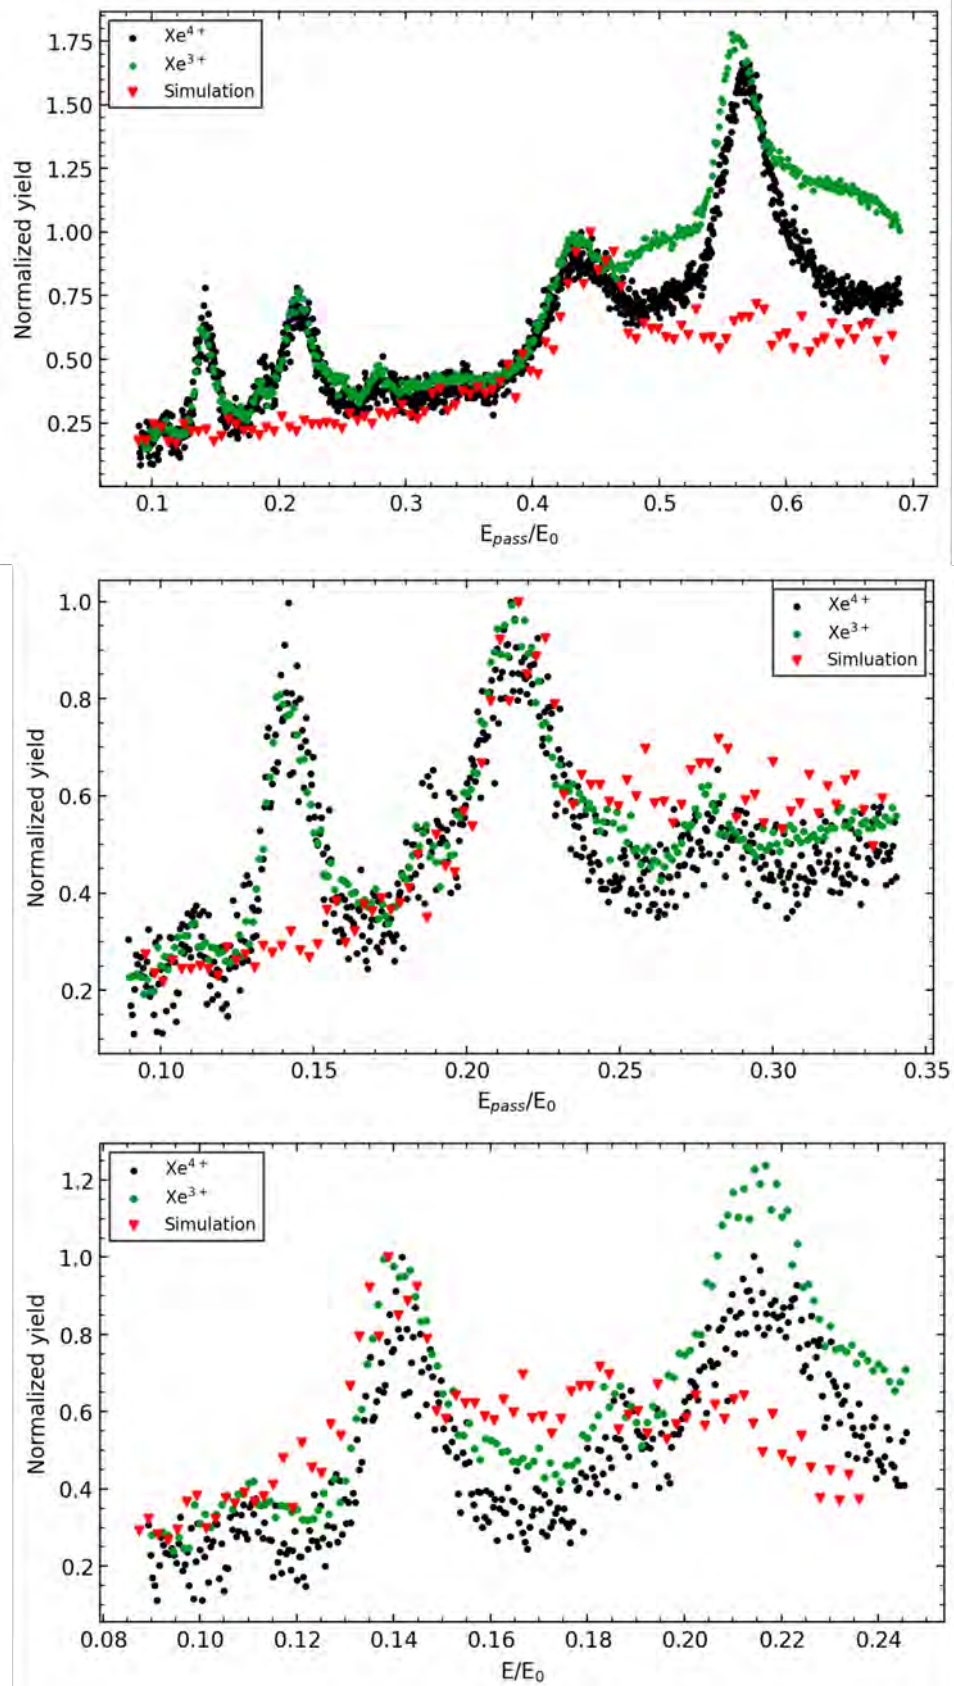 Xe⁴⁺
Xe³⁺
Simulation
1.75
1.50
1.25
1.00
0.75
0.50
0.25
Normalized yield
0.1 0.2 0.3 0.4 0.5 0.6 0.7
E_pass/E₀
Xe⁴⁺
Xe³⁺
Simluation
1.0
0.8
0.6
0.4
0.2
Normalized yield
0.10 0.15 0.20 0.25 0.30 0.35
E_pass/E₀
Xe⁴⁺
Xe³⁺
Simulation
1.2
1.0
0.8
0.6
0.4
0.2
Normalized yield
0.08 0.10 0.12 0.14 0.16 0.18 0.20 0.22 0.24
E/E₀